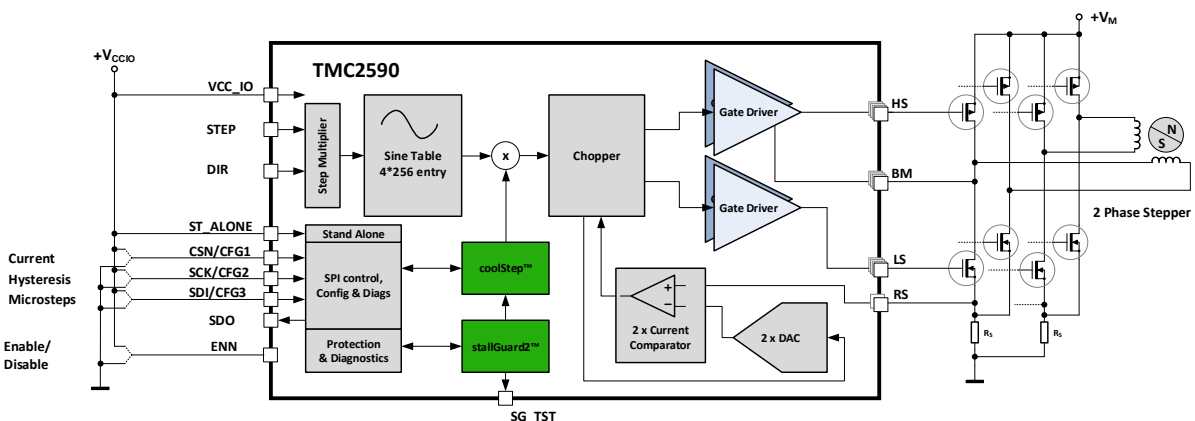 +VM
+VCCIO
TMC2590
VCC_IO
STEP
DIR
Step Multiplier
Sine Table
4*256 entry
x
Chopper
Gate Driver
Gate Driver
HS
BM
LS
RS
N
S
2 Phase Stepper
ST_ALONE
CSN/CFG1
SCK/CFG2
SDI/CFG3
SDO
ENN
Current
Hysteresis
Microsteps
Enable/
Disable
Stand Alone
SPI control,
Config & Diags
Protection
& Diagnostics
coolStep™
stallGuard2™
+
−
2 x Current
Comparator
2 x DAC
RS
RS
SG_TST